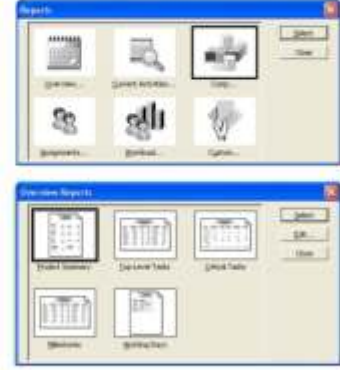 Reports
Select
Close
Overview...
Current Activities...
Costs...
Assignments...
Workload...
Custom...
Overview Reports
Select
Edit...
Close
Project Summary
Top-Level Tasks
Critical Tasks
Milestones
Working Days